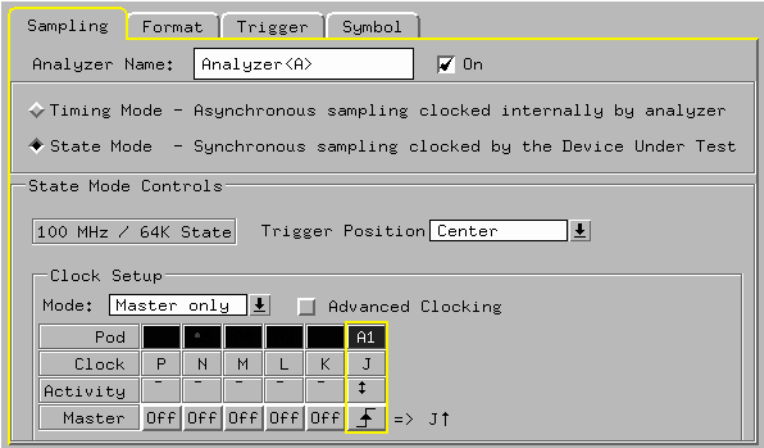 Sampling Format Trigger Symbol
Analyzer Name: Analyzer<A> On
Timing Mode - Asynchronous sampling clocked internally by analyzer
State Mode - Synchronous sampling clocked by the Device Under Test
State Mode Controls
100 MHz / 64K State Trigger Position Center
Clock Setup
Mode: Master only Advanced Clocking
Pod A1
Clock P N M L K J
Activity
Master Off Off Off Off Off => J↑